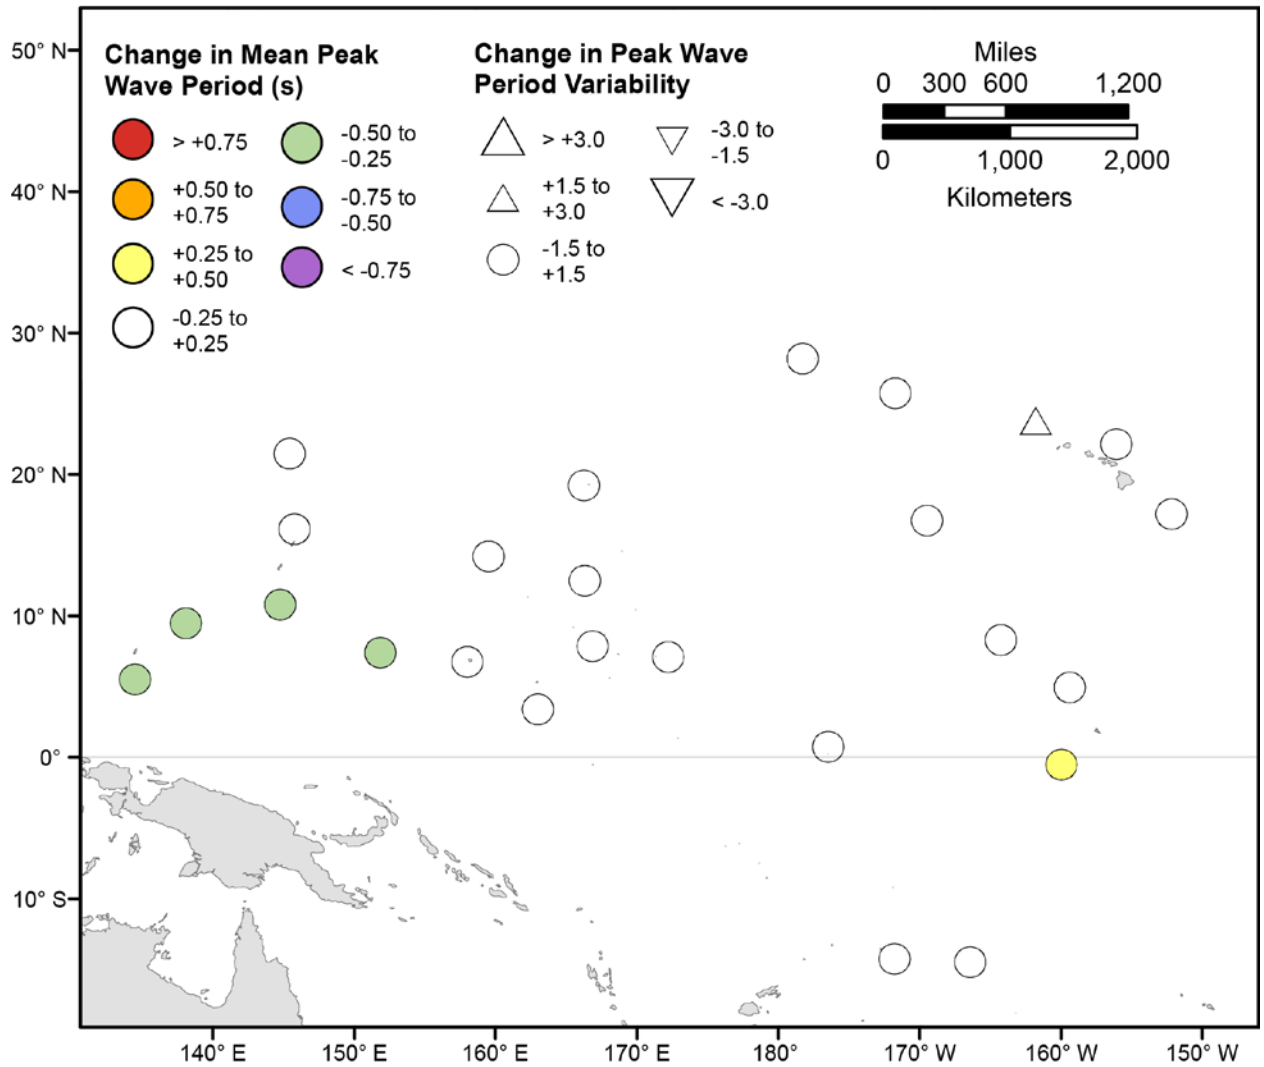 Change in Mean Peak
Wave Period (s)
> +0.75
+0.50 to
+0.75
+0.25 to
+0.50
-0.25 to
+0.25
-0.50 to
-0.25
-0.75 to
-0.50
< -0.75
Change in Peak Wave
Period Variability
> +3.0
+1.5 to
+3.0
-1.5 to
+1.5
-3.0 to
-1.5
< -3.0
Miles
0 300 600 1,200
0 1,000 2,000
Kilometers
50° N
40° N
30° N
20° N
10° N
0°
10° S
140° E 150° E 160° E 170° E 180° 170° W 160° W 150° W